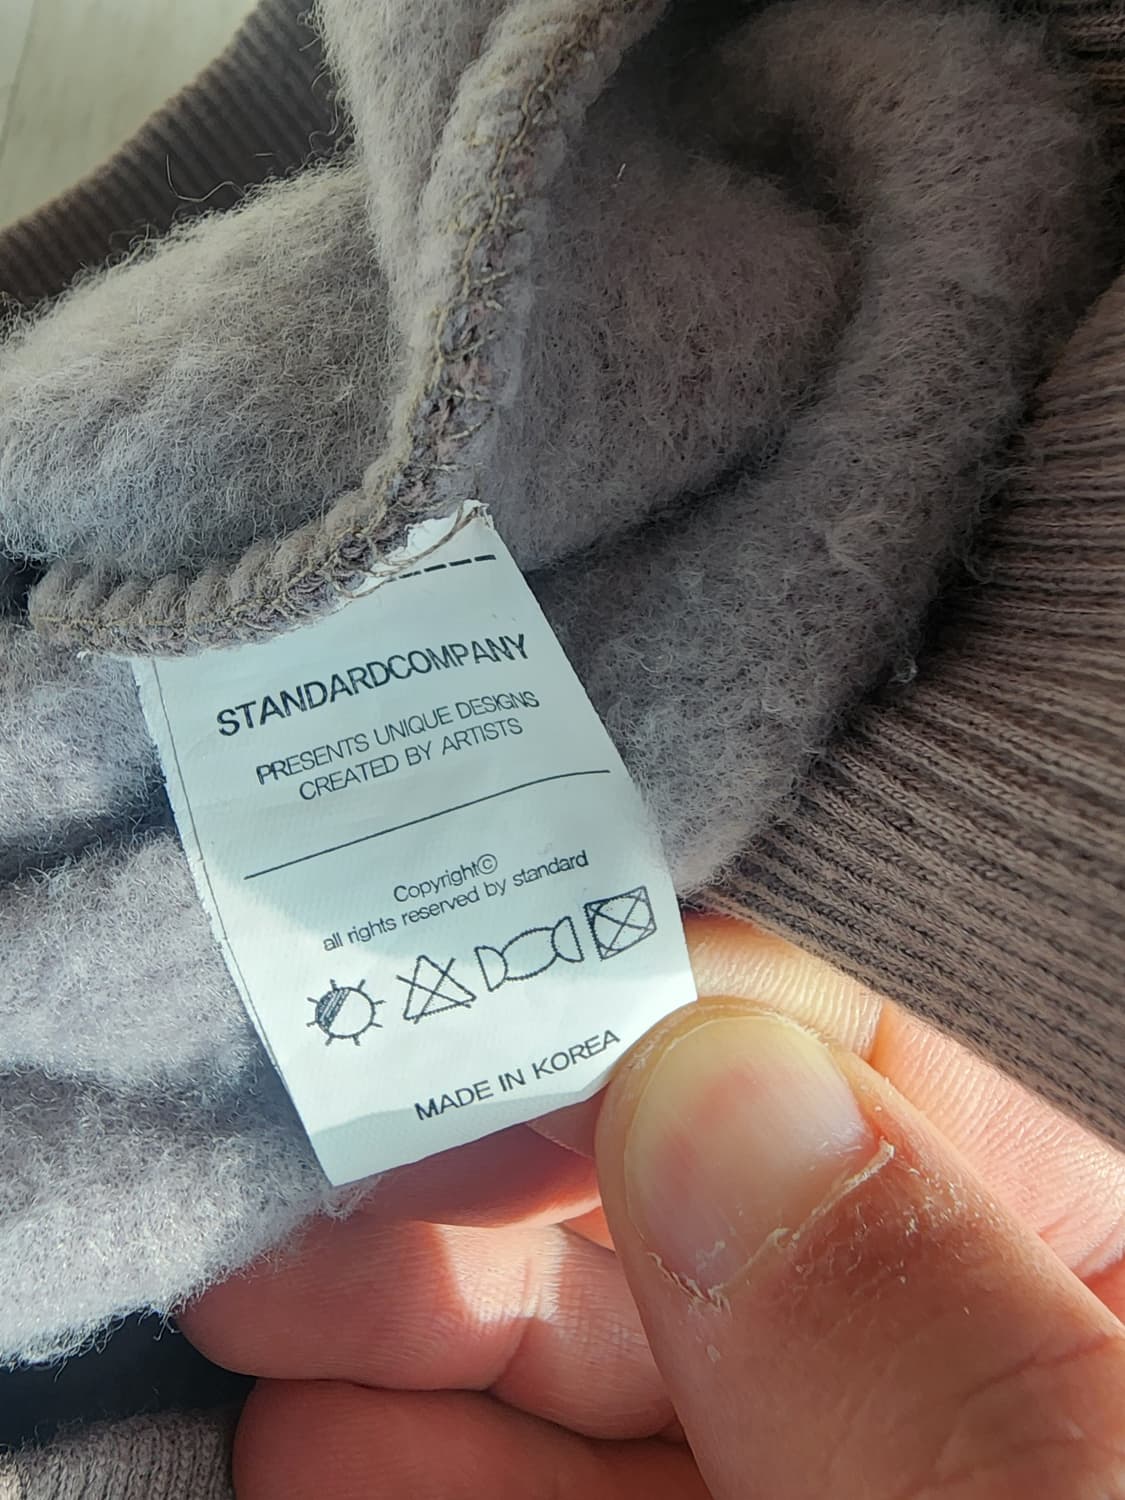 STANDARDCOMPANY
PRESENTS UNIQUE DESIGNS
CREATED BY ARTISTS
Copyright©
all rights reserved by standard
MADE IN KOREA